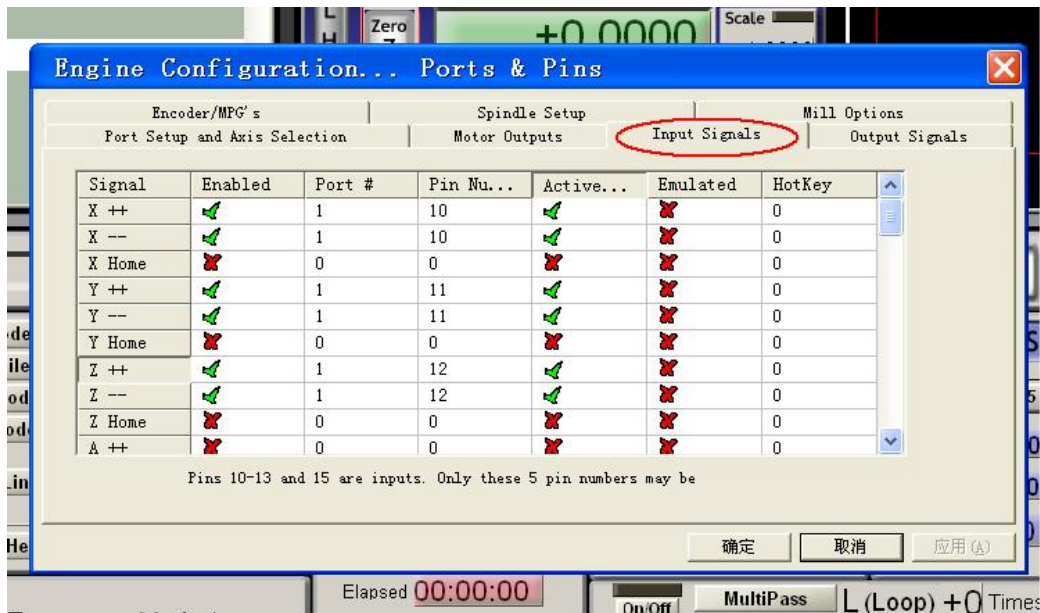 Zero
Z
+0.0000
Scale
Engine Configuration... Ports & Pins
Encoder/MPG's Spindle Setup Mill Options
Port Setup and Axis Selection Motor Outputs Input Signals Output Signals
Signal Enabled Port # Pin Nu... Active... Emulated HotKey
X ++ 1 10 0
X -- 1 10 0
X Home 0 0 0
Y ++ 1 11 0
Y -- 1 11 0
Y Home 0 0 0
Z ++ 1 12 0
Z -- 1 12 0
Z Home 0 0 0
A ++ 0 0 0
Pins 10-13 and 15 are inputs. Only these 5 pin numbers may be
确定 取消 应用(A)
Elapsed 00:00:00
On/Off MultiPass L (Loop) +0 Times